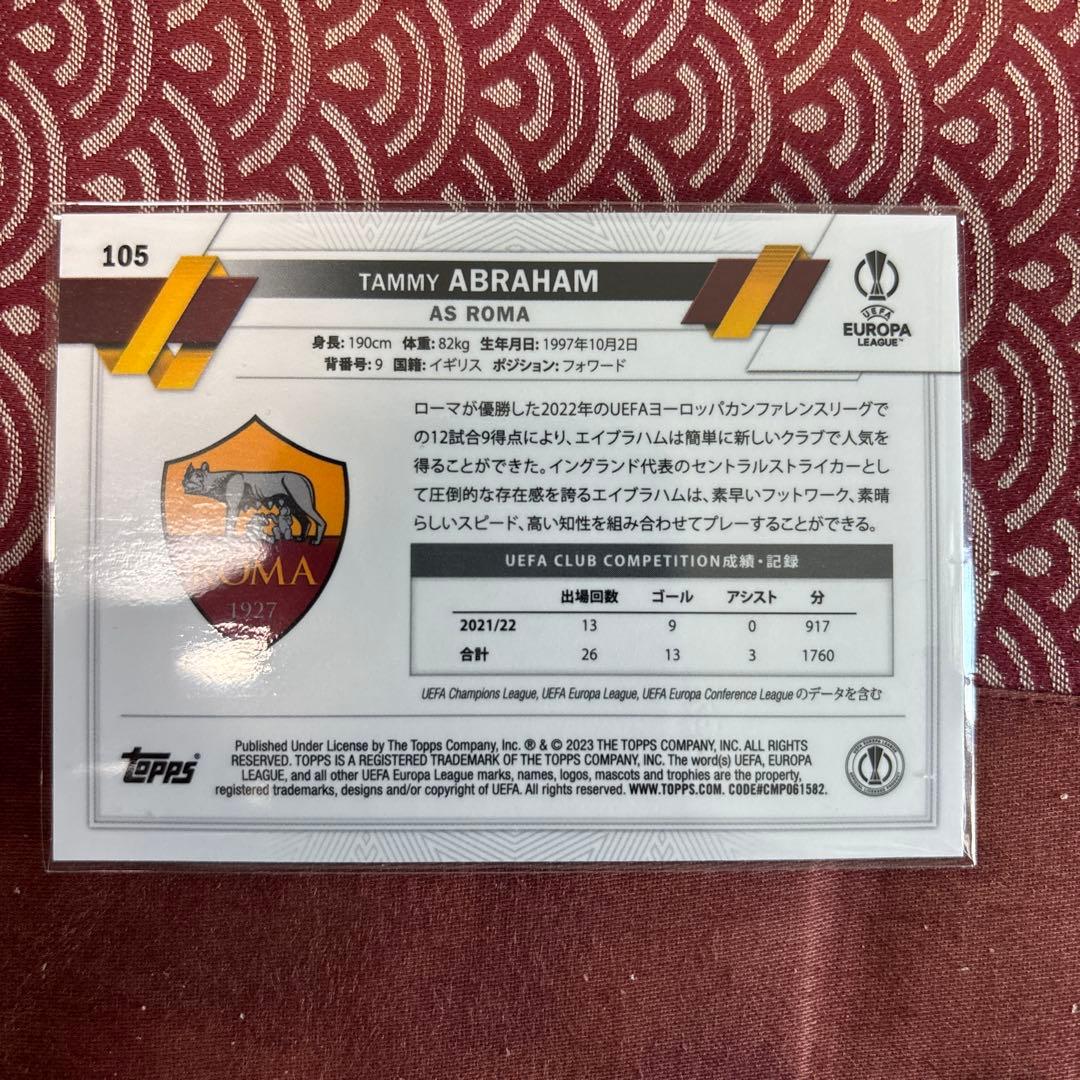 105
TAMMY ABRAHAM
AS ROMA
身長: 190cm 体重: 82kg 生年月日: 1997年10月2日
背番号: 9 国籍: イギリス ポジション: フォワード
UEFA
EUROPA
LEAGUE™
ローマが優勝した2022年のUEFAヨーロッパカンファレンスリーグで
の12試合9得点により、エイブラハムは簡単に新しいクラブで人気を
得ることができた。イングランド代表のセントラルストライカーとし
て圧倒的な存在感を誇るエイブラハムは、素早いフットワーク、素晴
らしいスピード、高い知性を組み合わせてプレーすることができる。
ROMA
1927
UEFA CLUB COMPETITION成績・記録
出場回数 ゴール アシスト 分
2021/22 13 9 0 917
合計 26 13 3 1760
UEFA Champions League, UEFA Europa League, UEFA Europa Conference League のデータを含む
Topps®
Published Under License by The Topps Company, Inc. ® & © 2023 THE TOPPS COMPANY, INC. ALL RIGHTS
RESERVED. TOPPS IS A REGISTERED TRADEMARK OF THE TOPPS COMPANY, INC. The word(s) UEFA, EUROPA
LEAGUE, and all other UEFA Europa League marks, names, logos, mascots and trophies are the property,
registered trademarks, designs and/or copyright of UEFA. All rights reserved. WWW.TOPPS.COM. CODE#CMP061582.